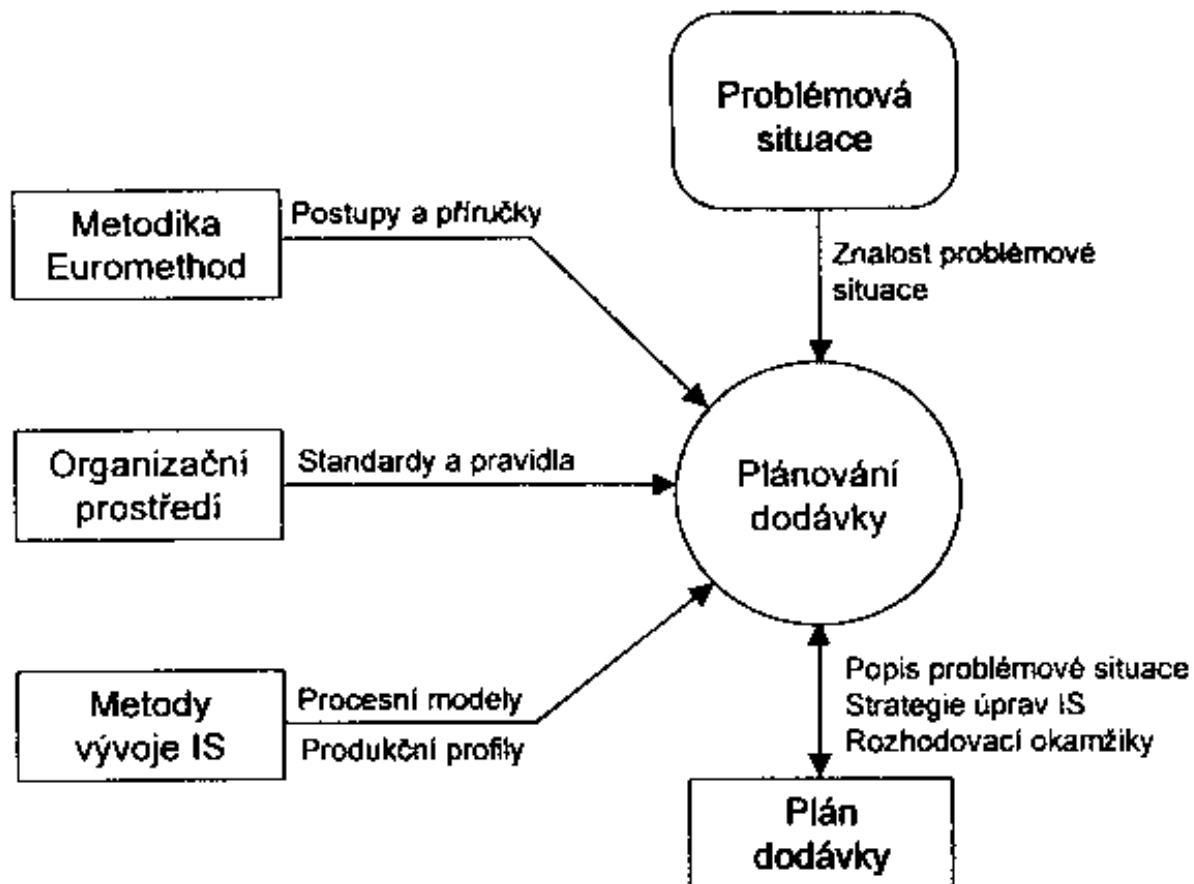 Problémová
situace
Metodika
Euromethod
Postupy a příručky
Znalost problémové
situace
Organizační
prostředí
Standardy a pravidla
Plánování
dodávky
Metody
vývoje IS
Procesní modely
Produkční profily
Popis problémové situace
Strategie úprav IS
Rozhodovací okamžiky
Plán
dodávky